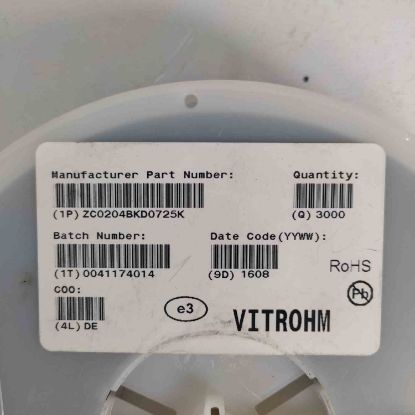 Manufacturer Part Number: Quantity:
(1P) ZC0204BKD0725K (Q) 3000
Batch Number: Date Code(YYWW):
(1T) 0041174014 (9D) 1608
RoHS
COO: Pb
e3 VITROHM
(4L) DE